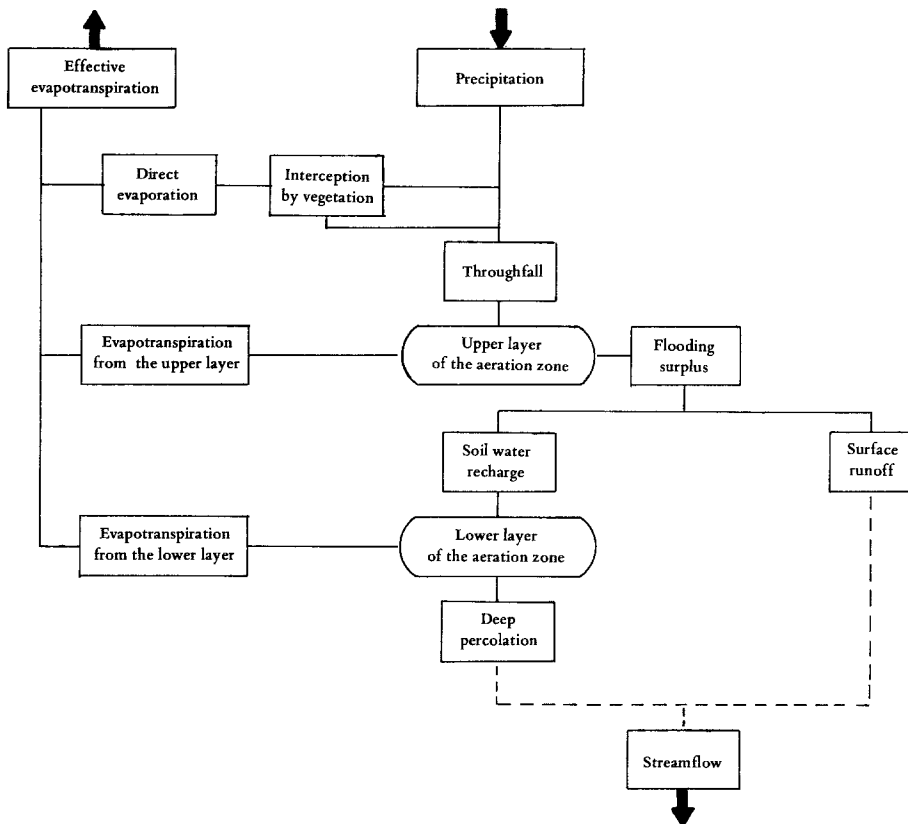 Effective
evapotranspiration
Precipitation
Direct
evaporation
Interception
by vegetation
Throughfall
Evapotranspiration
from the upper layer
Upper layer
of the aeration zone
Flooding
surplus
Soil water
recharge
Surface
runoff
Evapotranspiration
from the lower layer
Lower layer
of the aeration zone
Deep
percolation
Streamflow